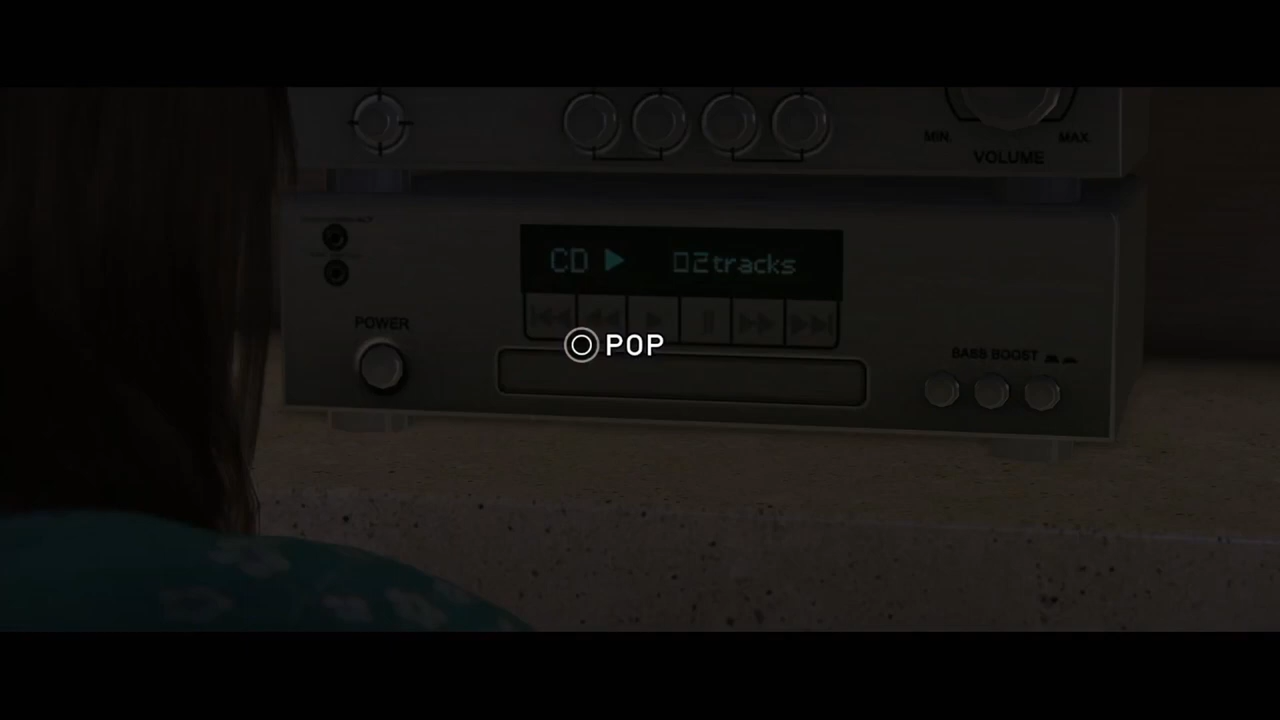 MIN. MAX.
VOLUME
CD 02tracks
POWER
POP
BASS BOOST